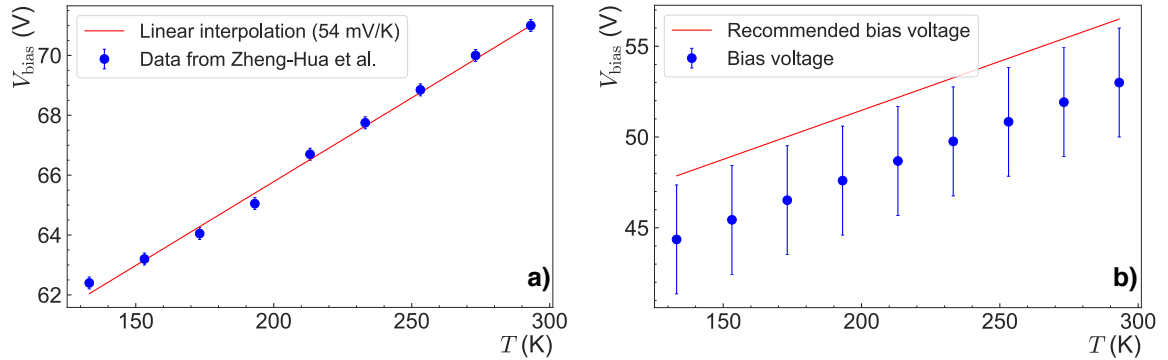 V_bias (V)
Linear interpolation (54 mV/K)
Data from Zheng-Hua et al.
70
68
66
64
62
150
200
250
300
T (K)
a)
V_bias (V)
Recommended bias voltage
Bias voltage
55
50
45
150
200
250
300
T (K)
b)